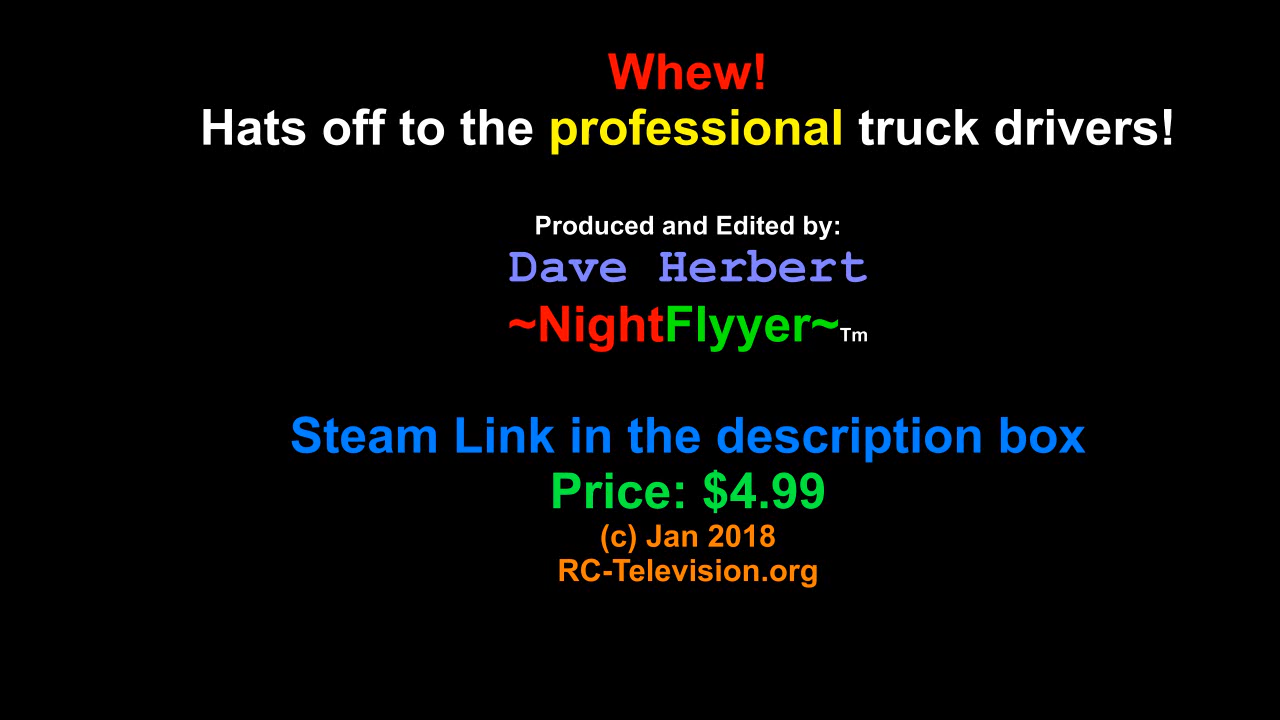 Whew!
Hats off to the professional truck drivers!
Produced and Edited by:
Dave Herbert
~NightFlyyer~Tm
Steam Link in the description box
Price: $4.99
(c) Jan 2018
RC-Television.org